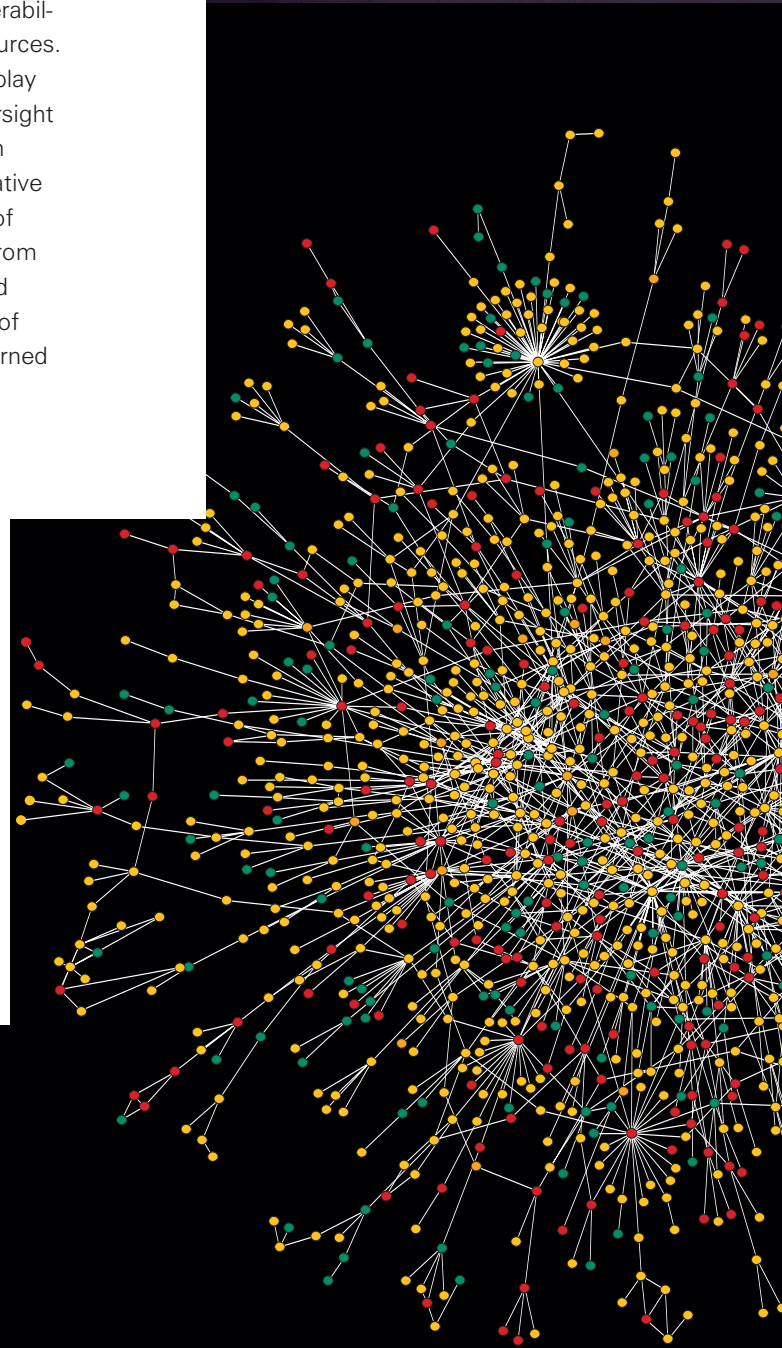 erabil-
urces.
play
rsight
n
ative
of
rom
d
of
rned